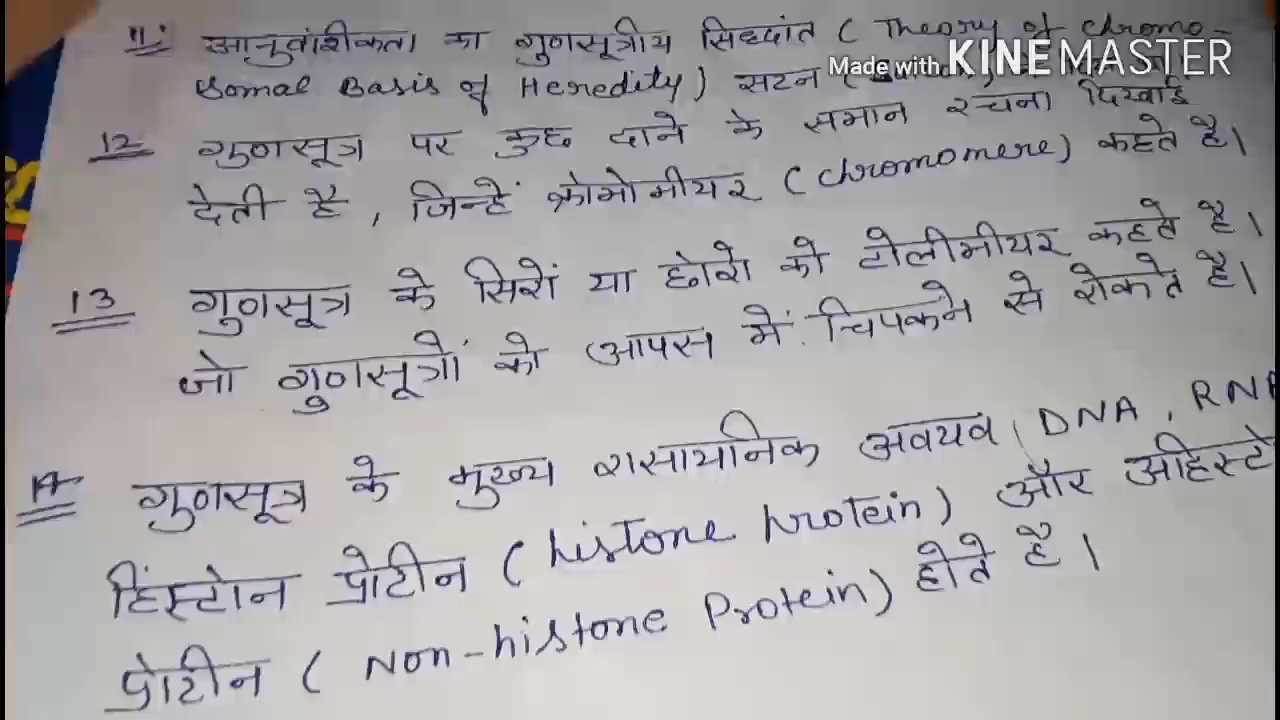 11. आनुवांशिकता का गुणसूत्रीय सिध्दांत ( Theory of chromo-
Made with KINEMASTER
somal Basis of Heredity) सटन
12 गुणसूत्र पर कुछ दाने के समान रचना दिखाई
देती है , जिन्हें क्रोमोमीयर (chromomere) कहते है।
13 गुणसूत्र के सिरों या छोरो को टोलीमीयर कहते है।
जो गुणसूत्रों को आपस में चिपकने से रोकते है।
14 गुणसूत्र के मुख्य रासायनिक अवयव, DNA , RNA
हिंस्टोन प्रोटीन ( histone protein) और
प्रोटीन ( Non-histone Protein) होते है।